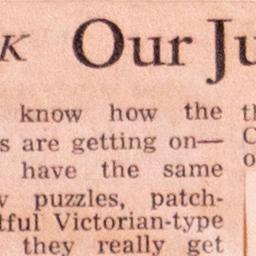 K Our Ju
know how the
s are getting on—
have the same
puzzles, patch-
tful Victorian-type
they really get